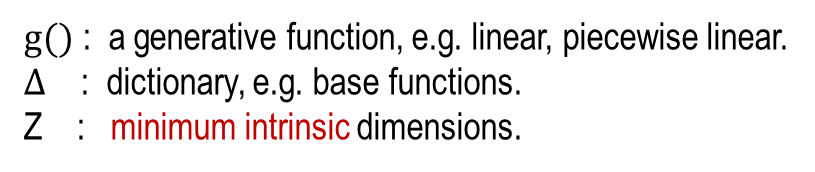 g() : a generative function, e.g. linear, piecewise linear.
Δ : dictionary, e.g. base functions.
Z : minimum intrinsic dimensions.